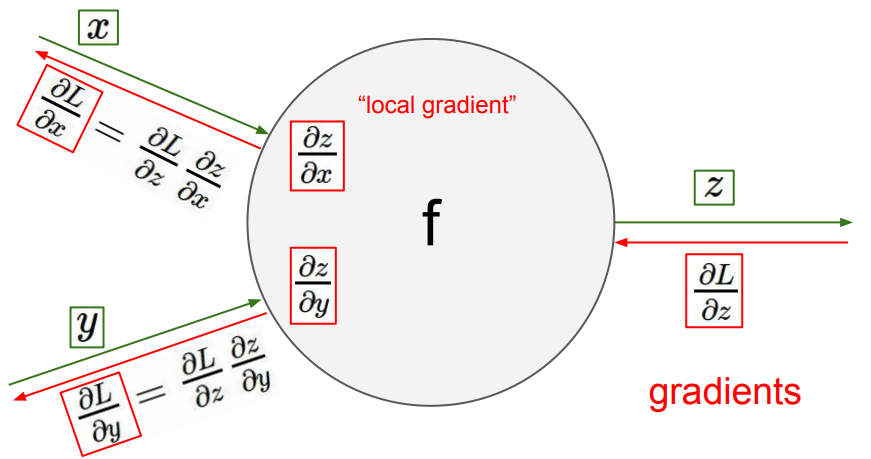 x
∂L/∂x = ∂L/∂z ∂z/∂x
“local gradient”
∂z/∂x
f
z
∂z/∂y
∂L/∂z
y
∂L/∂y = ∂L/∂z ∂z/∂y
gradients